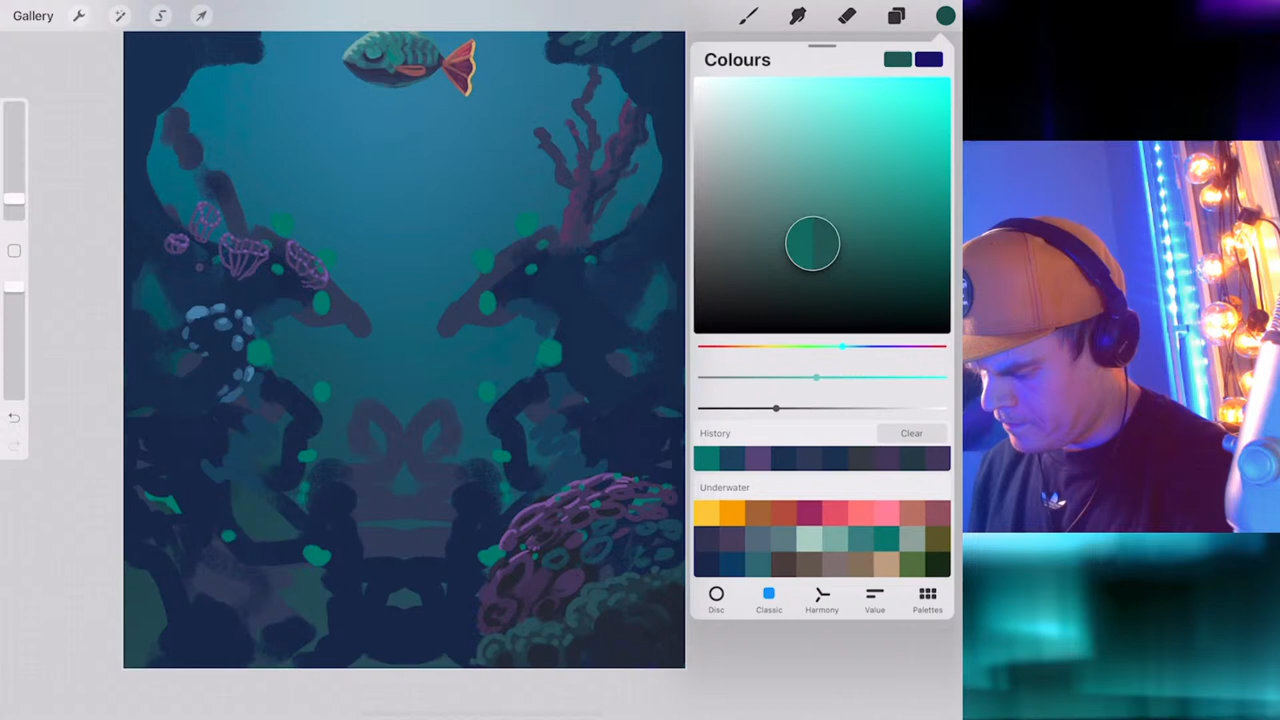 Gallery
Colours
History
Clear
Underwater
Disc
Classic
Harmony
Value
Palettes